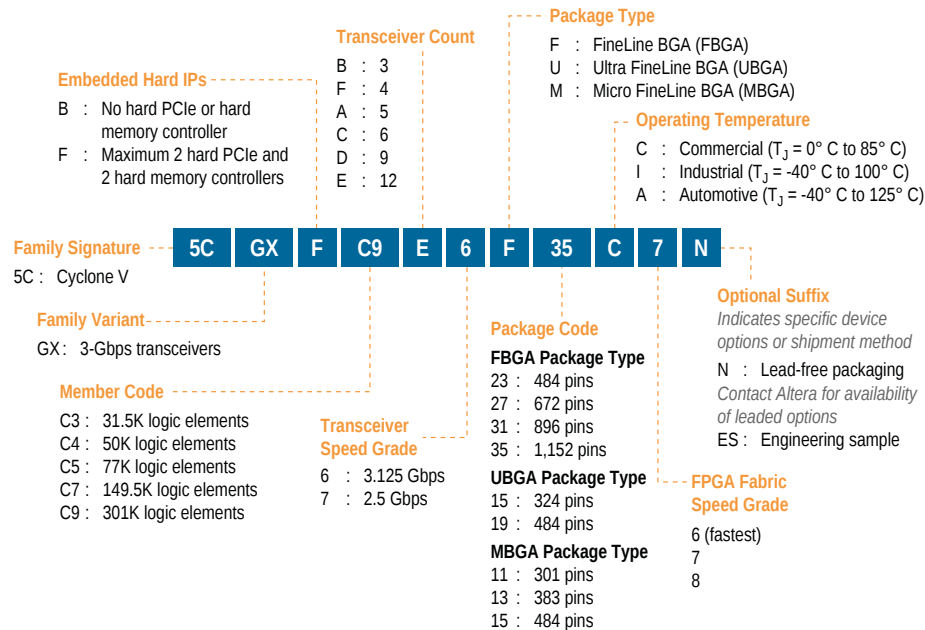 Package Type
F : FineLine BGA (FBGA)
U : Ultra FineLine BGA (UBGA)
M : Micro FineLine BGA (MBGA)
Transceiver Count
B : 3
F : 4
A : 5
C : 6
D : 9
E : 12
Embedded Hard IPs
B : No hard PCIe or hard
memory controller
F : Maximum 2 hard PCIe and
2 hard memory controllers
Operating Temperature
C : Commercial (TJ = 0° C to 85° C)
I : Industrial (TJ = -40° C to 100° C)
A : Automotive (TJ = -40° C to 125° C)
Family Signature
5C : Cyclone V
5C GX F C9 E 6 F 35 C 7 N
Family Variant
GX : 3-Gbps transceivers
Member Code
C3 : 31.5K logic elements
C4 : 50K logic elements
C5 : 77K logic elements
C7 : 149.5K logic elements
C9 : 301K logic elements
Transceiver
Speed Grade
6 : 3.125 Gbps
7 : 2.5 Gbps
Package Code
FBGA Package Type
23 : 484 pins
27 : 672 pins
31 : 896 pins
35 : 1,152 pins
UBGA Package Type
15 : 324 pins
19 : 484 pins
MBGA Package Type
11 : 301 pins
13 : 383 pins
15 : 484 pins
Optional Suffix
Indicates specific device
options or shipment method
N : Lead-free packaging
Contact Altera for availability
of leaded options
ES : Engineering sample
FPGA Fabric
Speed Grade
6 (fastest)
7
8